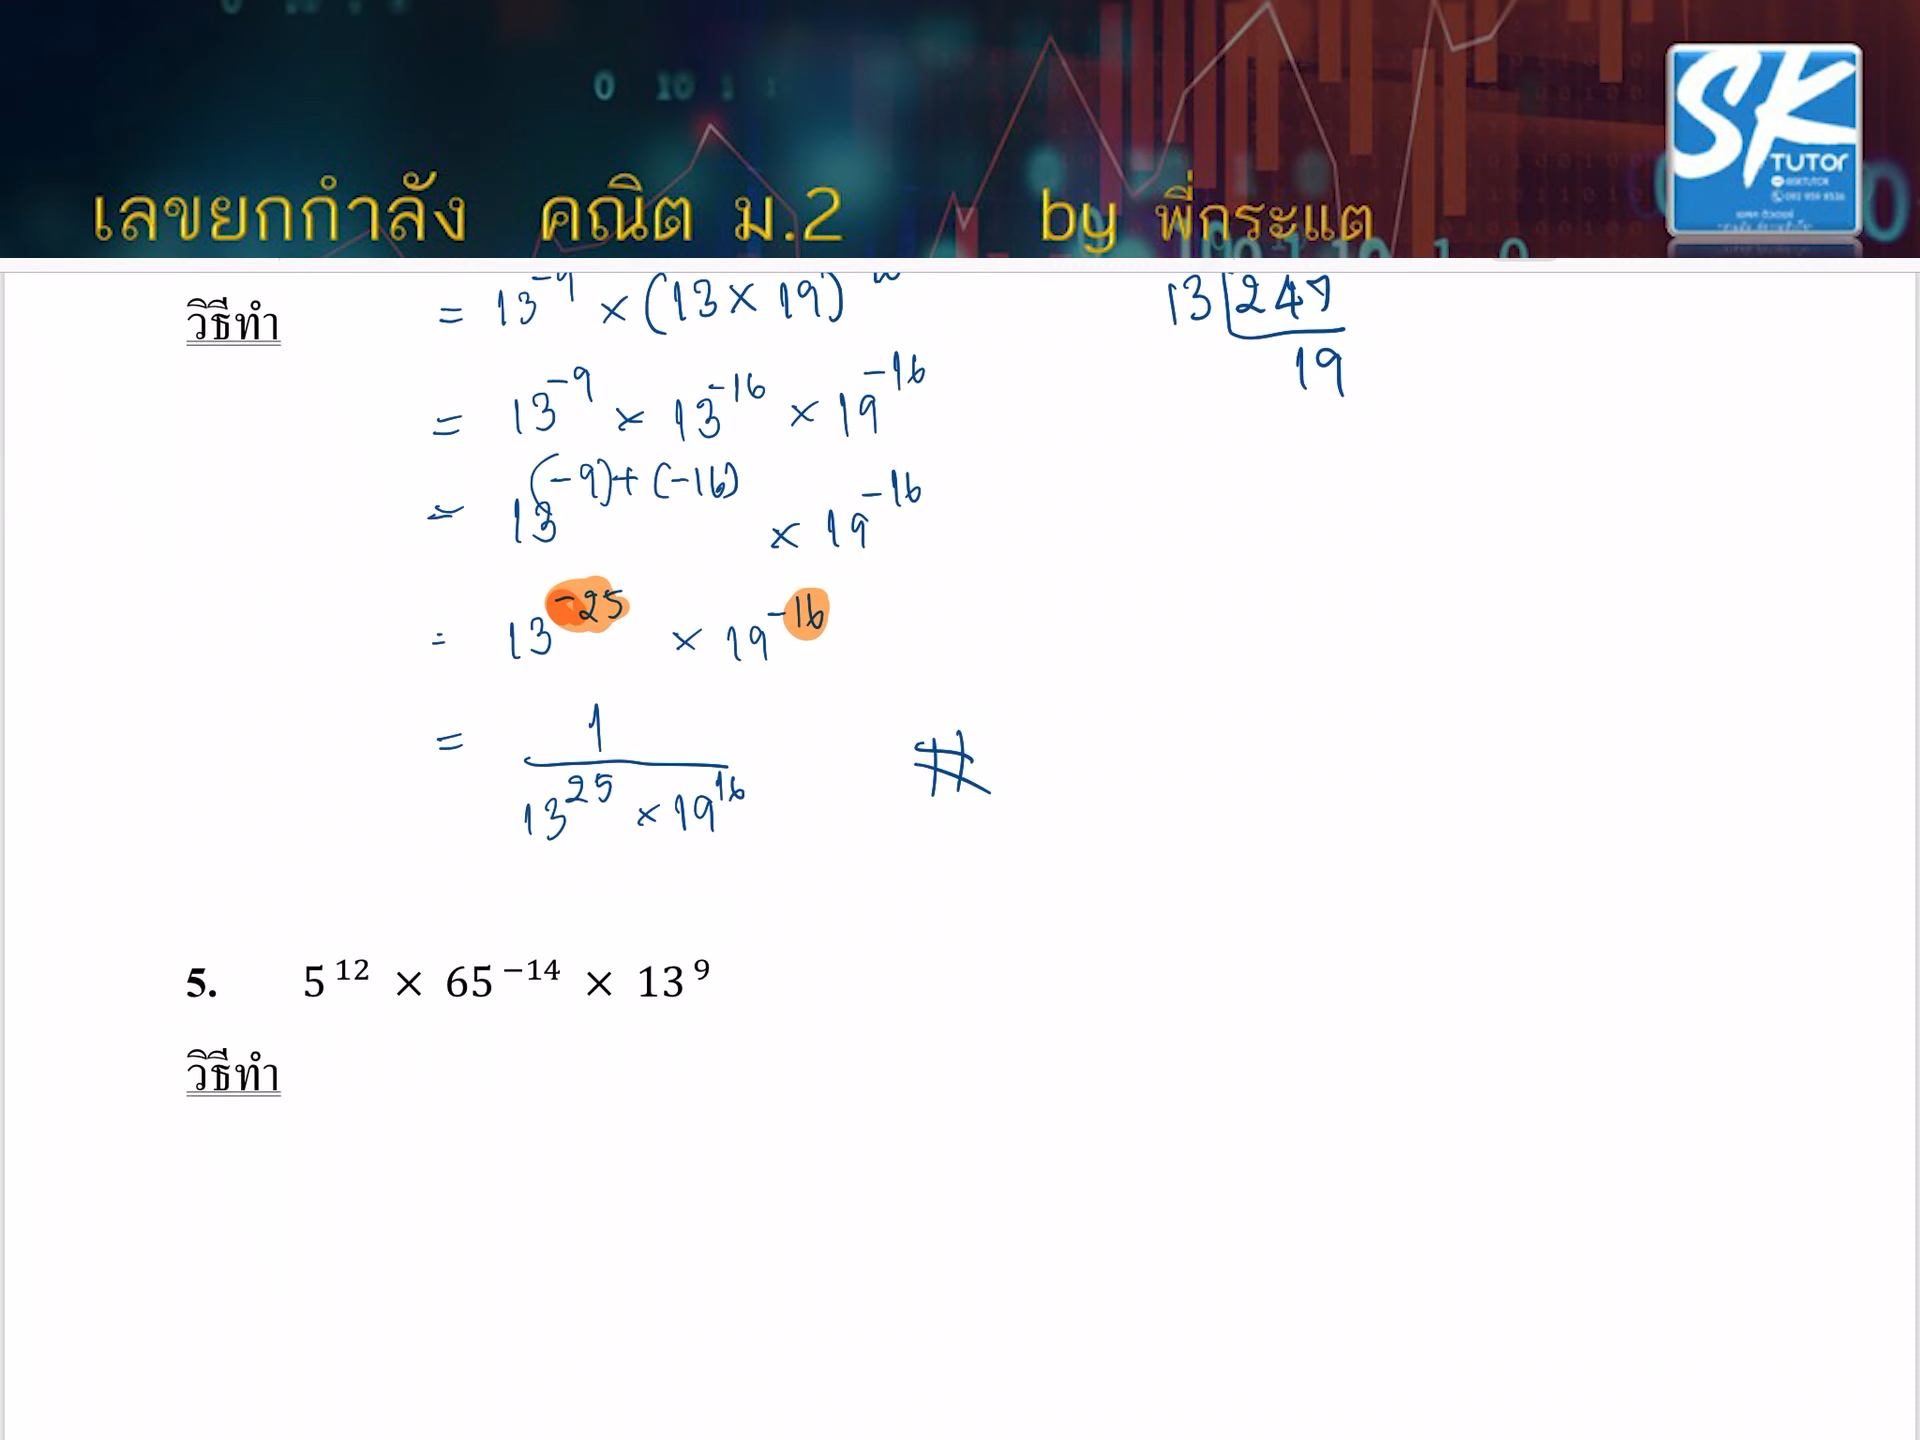 SK
TUTOR
เลขยกกำลัง คณิต ม.2 by พี่กระแต
วิธีทำ = 13⁻⁹ × (13 × 19)
13 | 247
19
= 13⁻⁹ × 13⁻¹⁶ × 19⁻¹⁶
= 13⁽⁻⁹⁾⁺⁽⁻¹⁶⁾ × 19⁻¹⁶
= 13⁻²⁵ × 19⁻¹⁶
= 1 / 13²⁵ × 19¹⁶ #
5. 5¹² × 65⁻¹⁴ × 13⁹
วิธีทำ